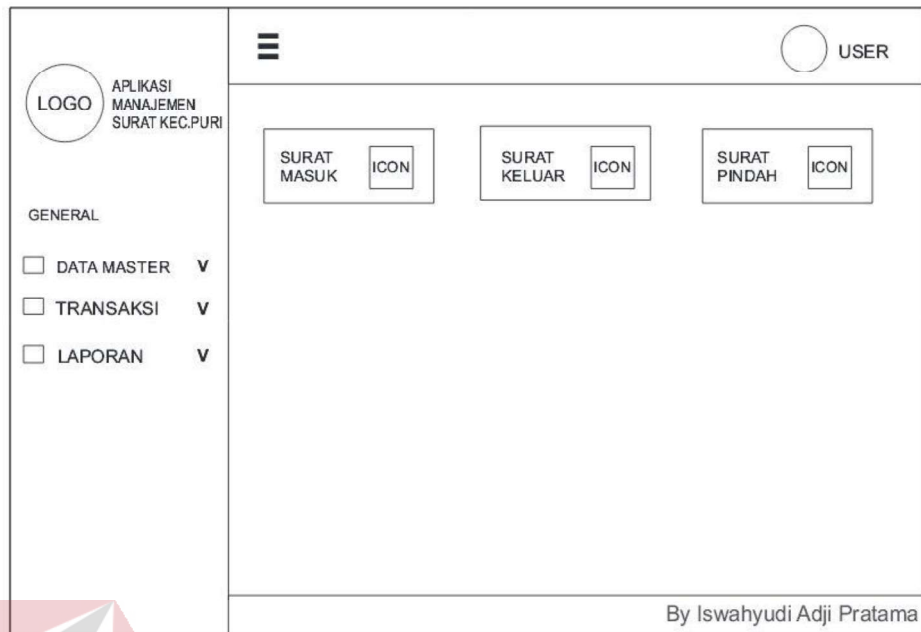 LOGO
APLIKASI
MANAJEMEN
SURAT KEC.PURI
GENERAL
DATA MASTER V
TRANSAKSI V
LAPORAN V
USER
SURAT
MASUK
ICON
SURAT
KELUAR
ICON
SURAT
PINDAH
ICON
By Iswahyudi Adji Pratama